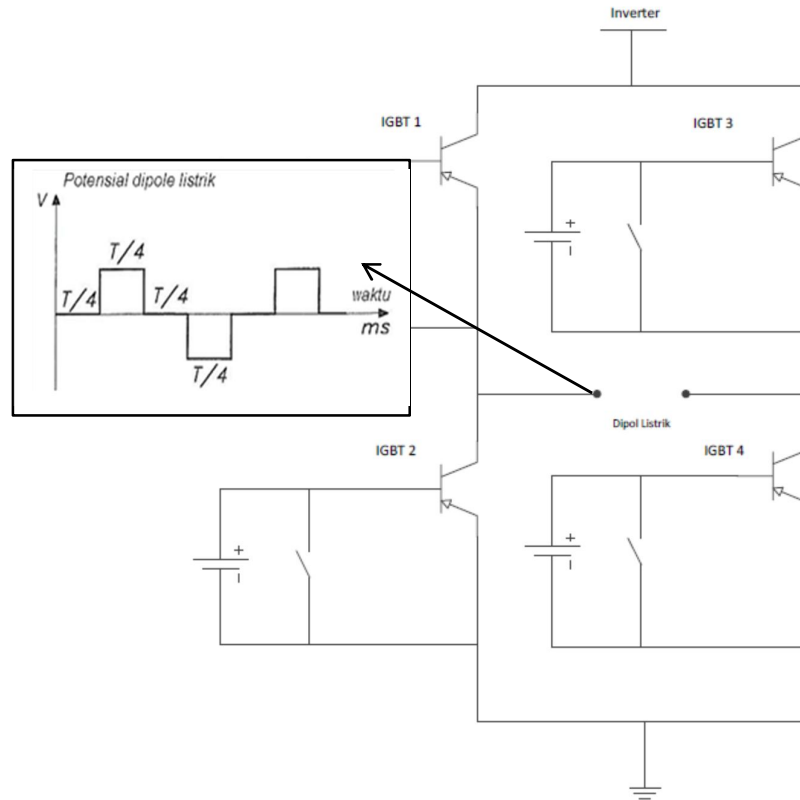 Inverter
IGBT 1
IGBT 3
Potensial dipole listrik
V
T/4
T/4
T/4
waktu
ms
T/4
+
Dipol Listrik
IGBT 2
IGBT 4
+
+